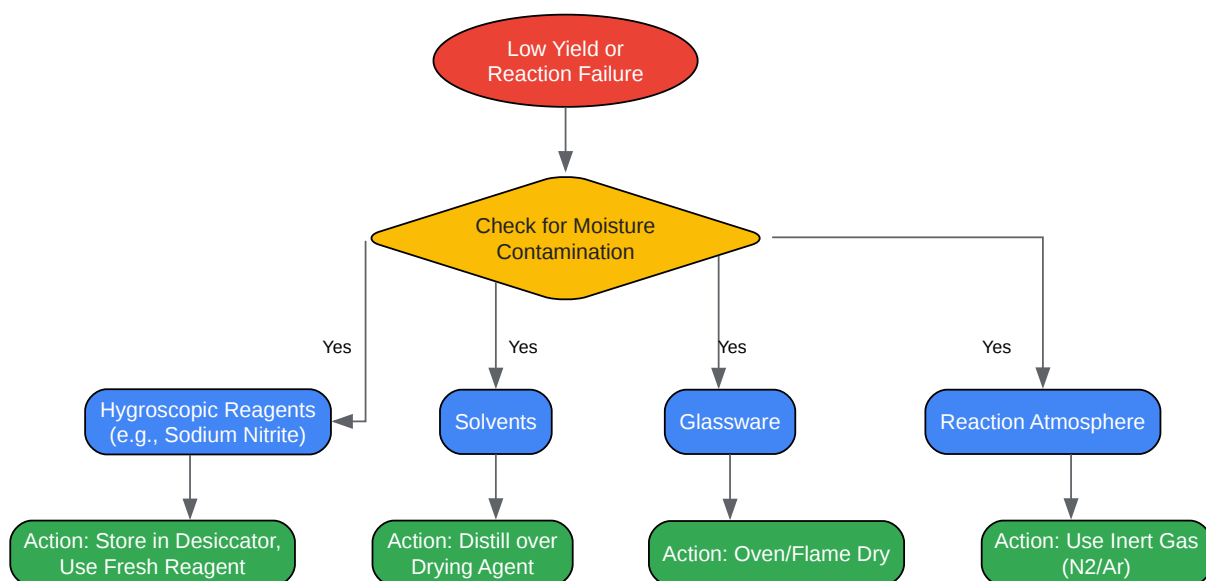 Low Yield or
Reaction Failure
Check for Moisture
Contamination
Yes
Yes
Yes
Yes
Hygroscopic Reagents
(e.g., Sodium Nitrite)
Solvents
Glassware
Reaction Atmosphere
Action: Store in Desiccator,
Use Fresh Reagent
Action: Distill over
Drying Agent
Action: Oven/Flame Dry
Action: Use Inert Gas
(N2/Ar)